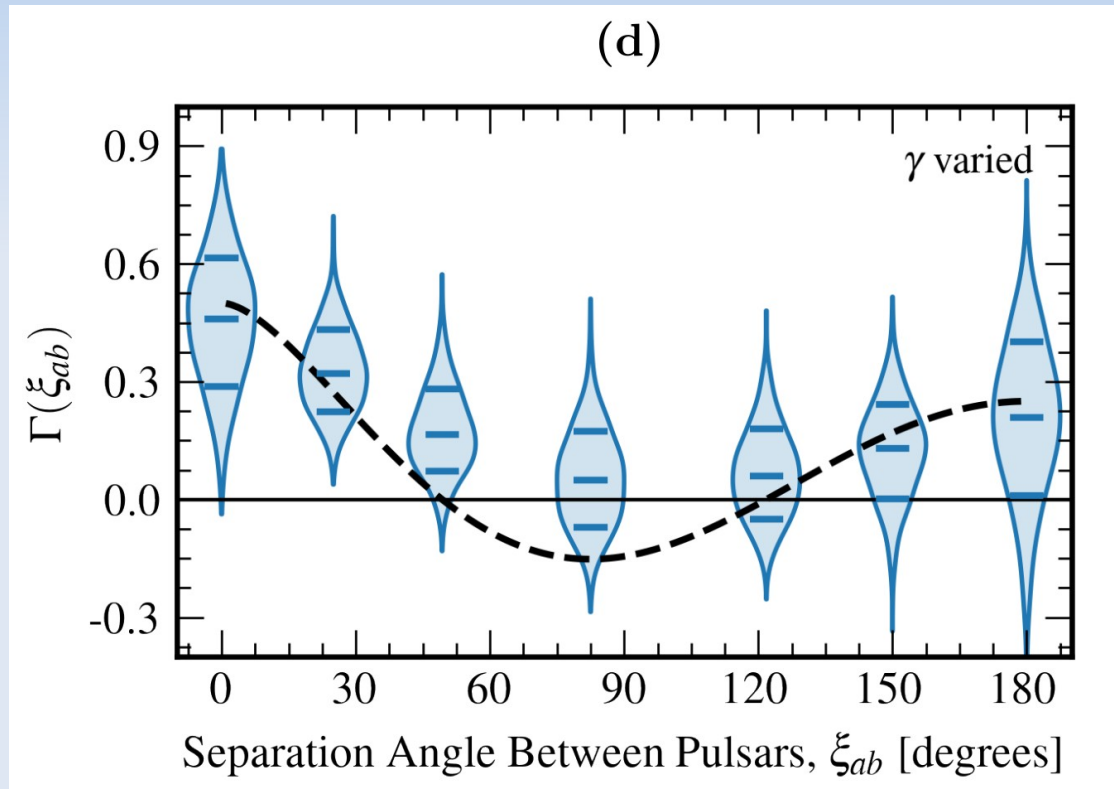 (d)
γ varied
0.9
0.6
0.3
0.0
-0.3
Γ(ξab)
0 30 60 90 120 150 180
Separation Angle Between Pulsars, ξab [degrees]